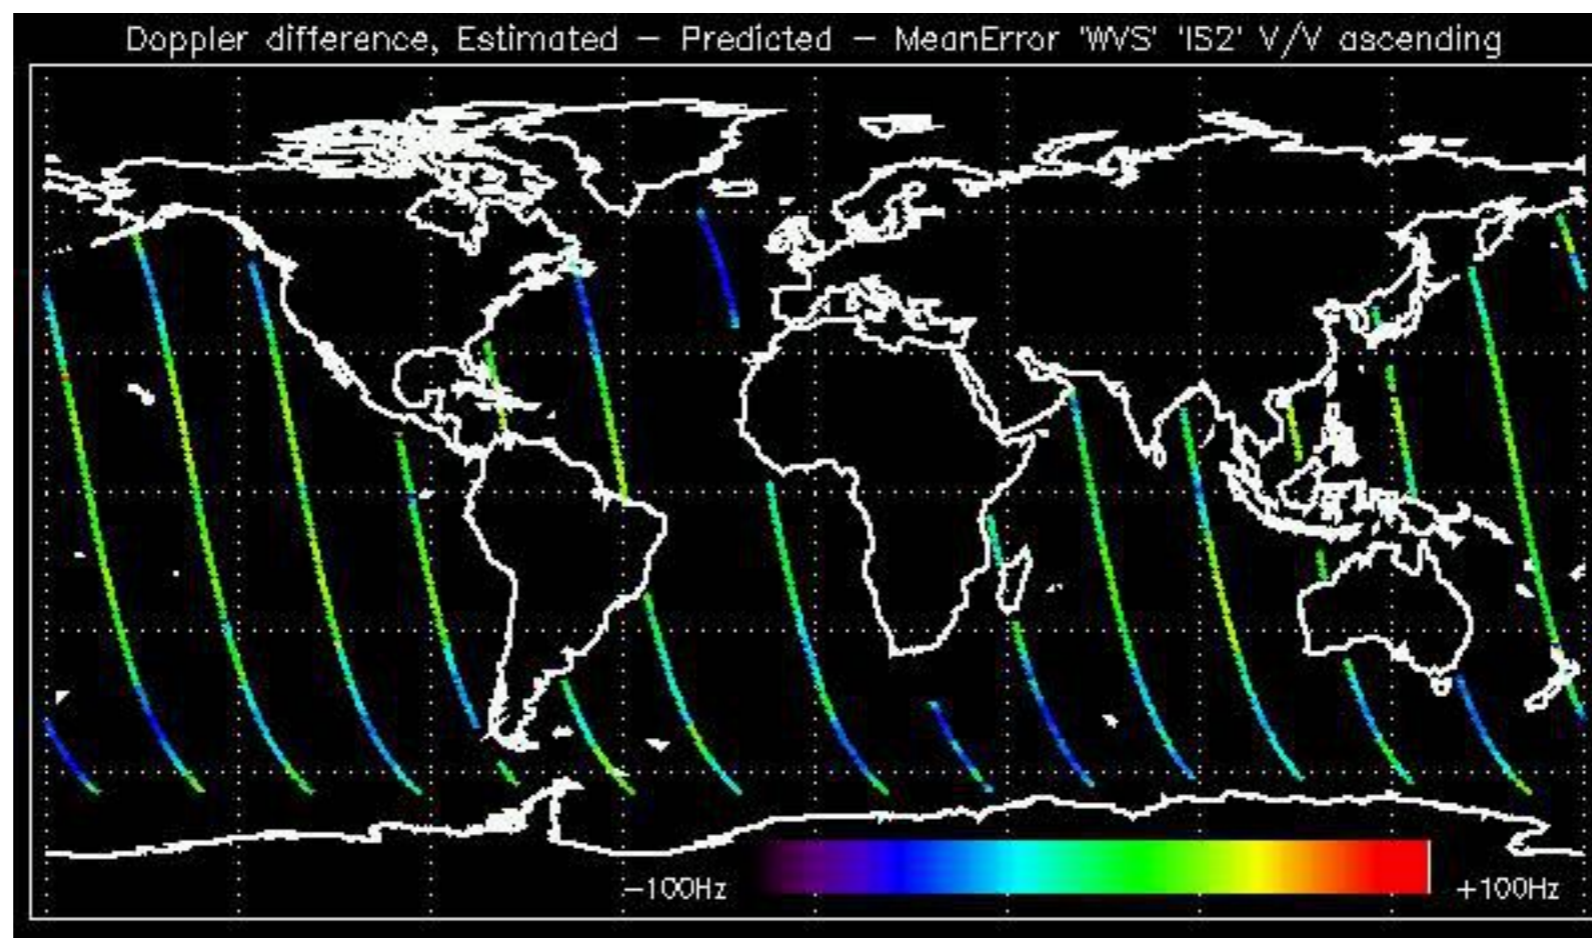 Doppler difference, Estimated – Predicted – MeanError 'WVS' 'IS2' V/V ascending
–100Hz
+100Hz